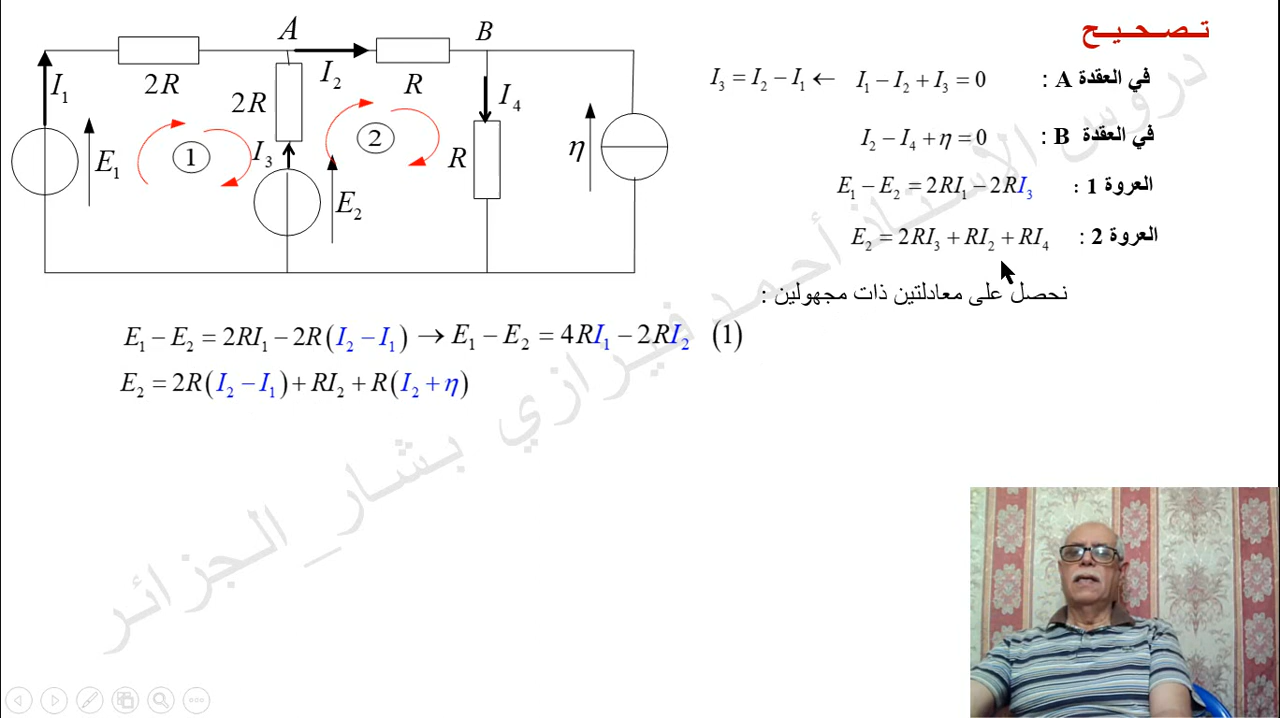 تـصـحـيـح
في العقدة A : I₁ − I₂ + I₃ = 0 → I₃ = I₂ − I₁
في العقدة B : I₂ − I₄ + η = 0
العروة 1 : E₁ − E₂ = 2RI₁ − 2RI₃
العروة 2 : E₂ = 2RI₃ + RI₂ + RI₄
نحصل على معادلتين ذات مجهولين :
E₁ − E₂ = 2RI₁ − 2R(I₂ − I₁) → E₁ − E₂ = 4RI₁ − 2RI₂ (1)
E₂ = 2R(I₂ − I₁) + RI₂ + R(I₂ + η)
A
B
I₁
2R
2R
I₂
R
I₄
E₁
1
I₃
2
R
η
E₂
دروس الأستاذ أحمد فيرازي بشار_الجزائر